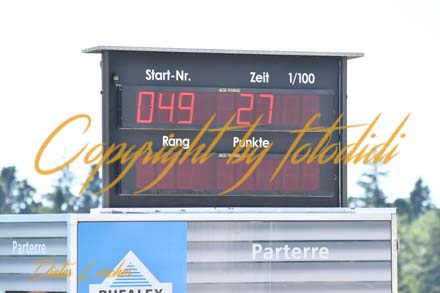 Start-Nr. Zeit 1/100
049 27
Rang Punkte
Copyright by fotodidi
Parterre Parterre